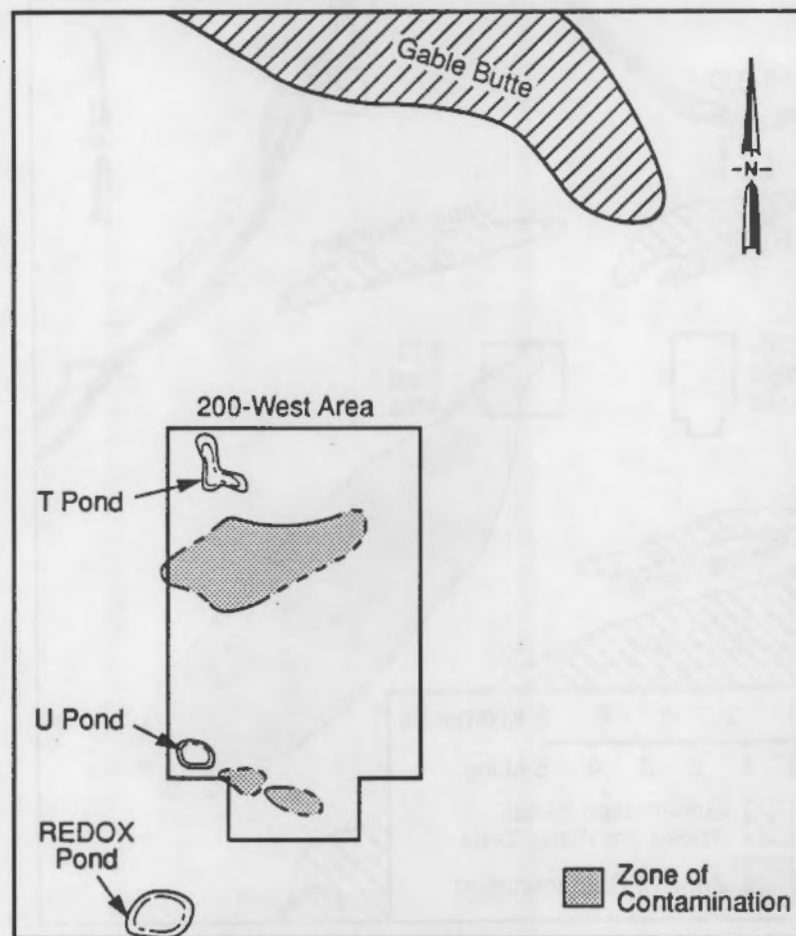 Gable Butte
-N-
200-West Area
T Pond
U Pond
REDOX
Pond
Zone of
Contamination